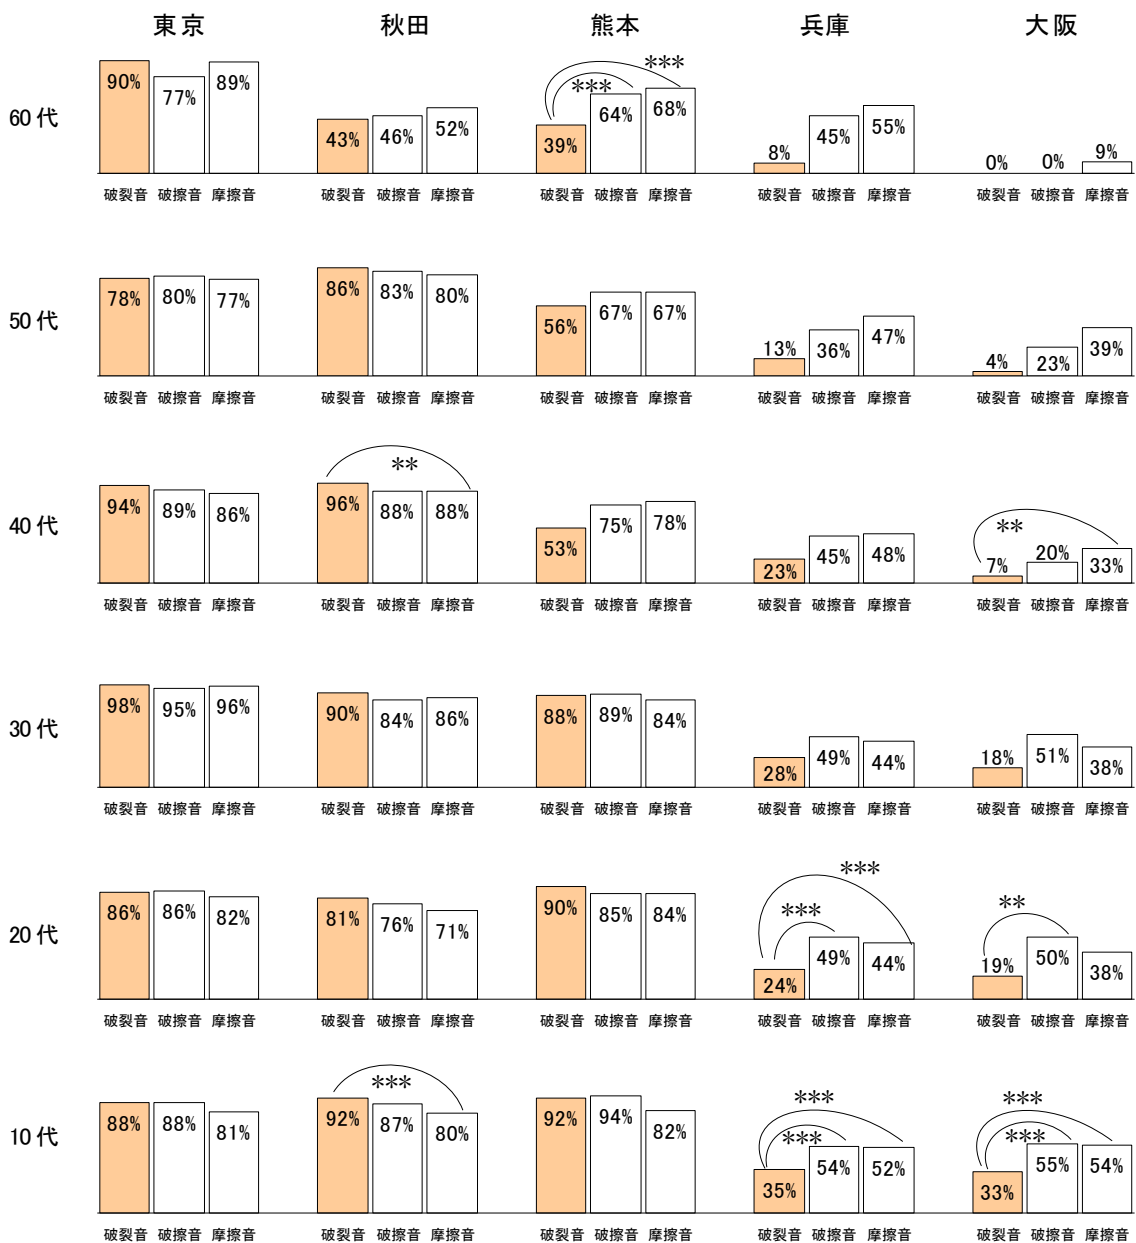 東京 秋田 熊本 兵庫 大阪
*** ***
60代 90% 77% 89% 43% 46% 52% 39% 64% 68% 8% 45% 55% 0% 0% 9%
破裂音 破擦音 摩擦音 破裂音 破擦音 摩擦音 破裂音 破擦音 摩擦音 破裂音 破擦音 摩擦音 破裂音 破擦音 摩擦音
50代 78% 80% 77% 86% 83% 80% 56% 67% 67% 13% 36% 47% 4% 23% 39%
破裂音 破擦音 摩擦音 破裂音 破擦音 摩擦音 破裂音 破擦音 摩擦音 破裂音 破擦音 摩擦音 破裂音 破擦音 摩擦音
** **
40代 94% 89% 86% 96% 88% 88% 53% 75% 78% 23% 45% 48% 7% 20% 33%
破裂音 破擦音 摩擦音 破裂音 破擦音 摩擦音 破裂音 破擦音 摩擦音 破裂音 破擦音 摩擦音 破裂音 破擦音 摩擦音
30代 98% 95% 96% 90% 84% 86% 88% 89% 84% 28% 49% 44% 18% 51% 38%
破裂音 破擦音 摩擦音 破裂音 破擦音 摩擦音 破裂音 破擦音 摩擦音 破裂音 破擦音 摩擦音 破裂音 破擦音 摩擦音
*** *** **
20代 86% 86% 82% 81% 76% 71% 90% 85% 84% 24% 49% 44% 19% 50% 38%
破裂音 破擦音 摩擦音 破裂音 破擦音 摩擦音 破裂音 破擦音 摩擦音 破裂音 破擦音 摩擦音 破裂音 破擦音 摩擦音
*** *** *** *** ***
10代 88% 88% 81% 92% 87% 80% 92% 94% 82% 35% 54% 52% 33% 55% 54%
破裂音 破擦音 摩擦音 破裂音 破擦音 摩擦音 破裂音 破擦音 摩擦音 破裂音 破擦音 摩擦音 破裂音 破擦音 摩擦音